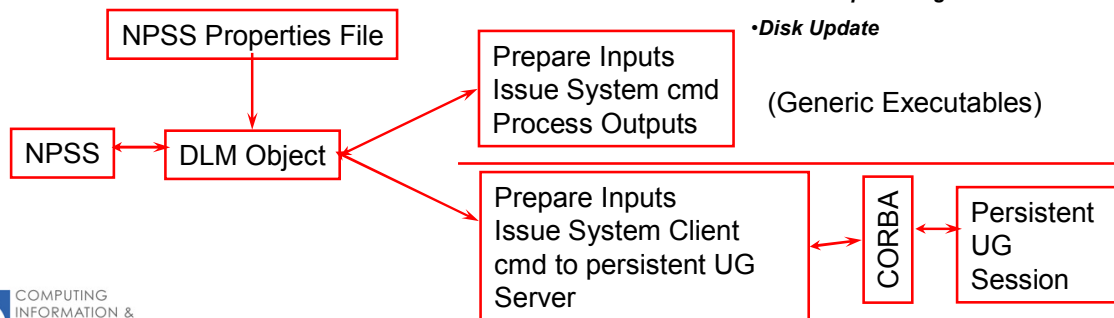 •Disk Update
NPSS Properties File
Prepare Inputs
Issue System cmd
Process Outputs
(Generic Executables)
NPSS
DLM Object
Prepare Inputs
Issue System Client
cmd to persistent UG
Server
CORBA
Persistent
UG
Session
COMPUTING
INFORMATION &